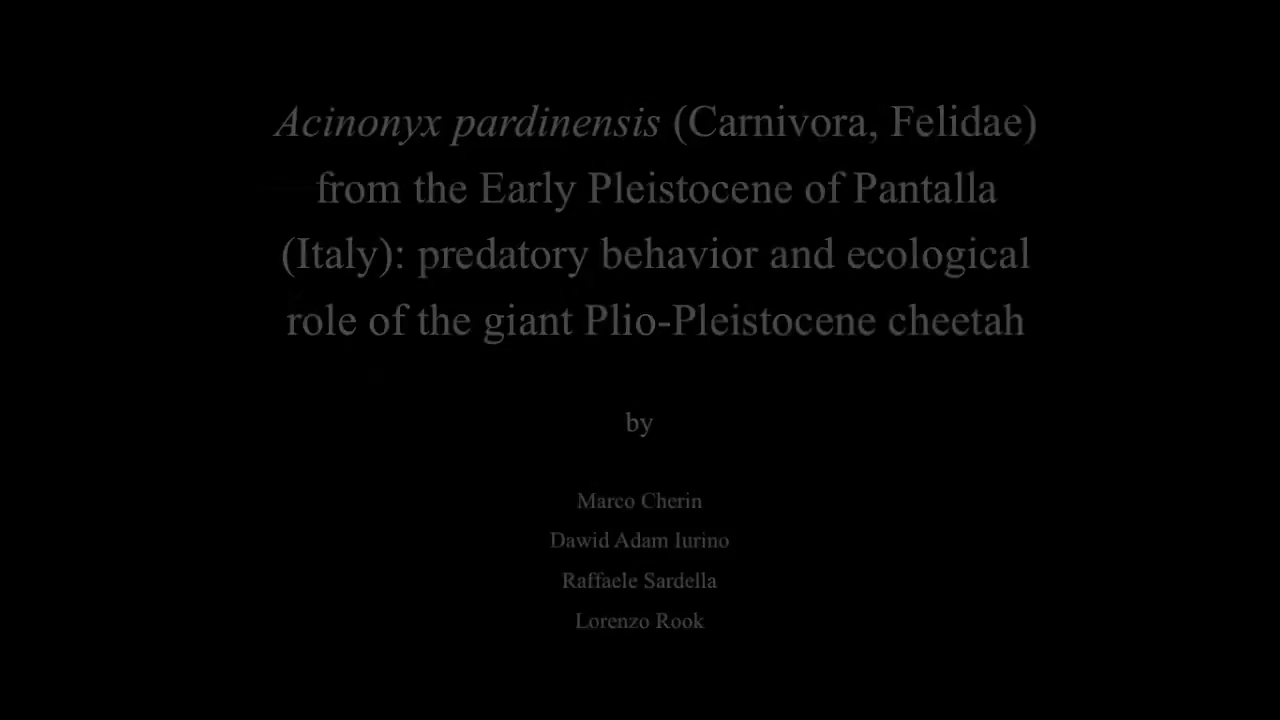 Acinonyx pardinensis (Carnivora, Felidae)
from the Early Pleistocene of Pantalla
(Italy): predatory behavior and ecological
role of the giant Plio-Pleistocene cheetah
by
Marco Cherin
Dawid Adam Iurino
Raffaele Sardella
Lorenzo Rook